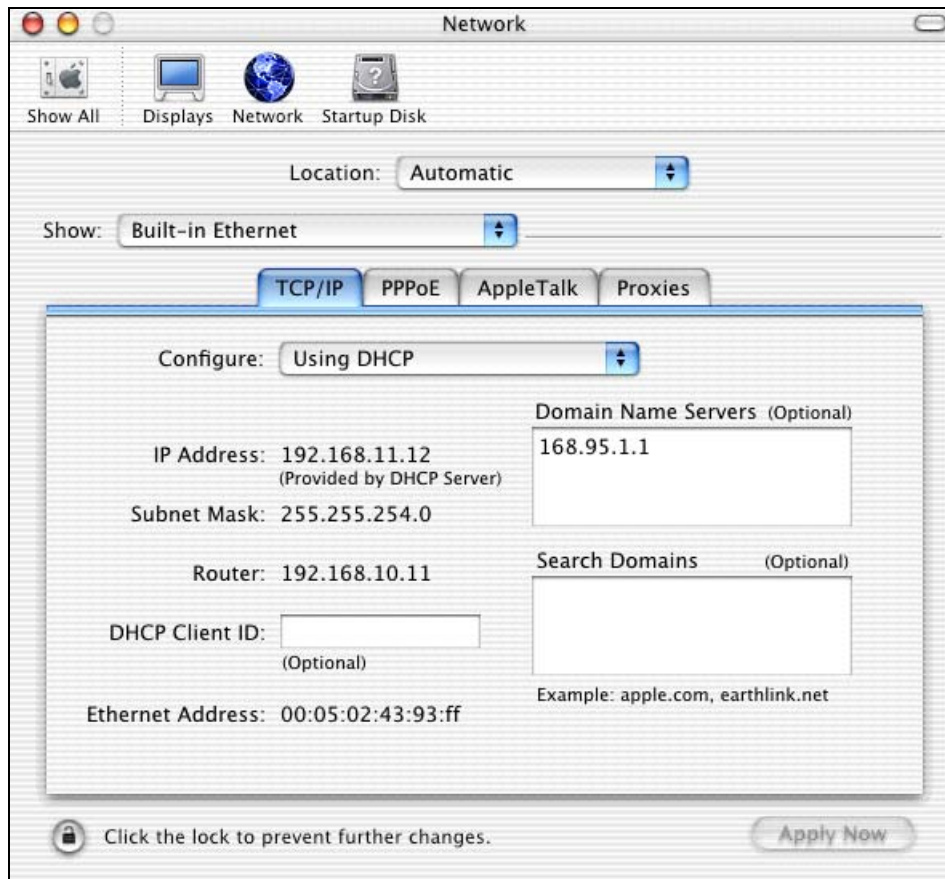 Network
Show All
Displays
Network
Startup Disk
Location: Automatic
Show: Built-in Ethernet
TCP/IP
PPPoE
AppleTalk
Proxies
Configure: Using DHCP
Domain Name Servers (Optional)
168.95.1.1
IP Address: 192.168.11.12
(Provided by DHCP Server)
Subnet Mask: 255.255.254.0
Router: 192.168.10.11
Search Domains (Optional)
DHCP Client ID:
(Optional)
Example: apple.com, earthlink.net
Ethernet Address: 00:05:02:43:93:ff
Click the lock to prevent further changes.
Apply Now